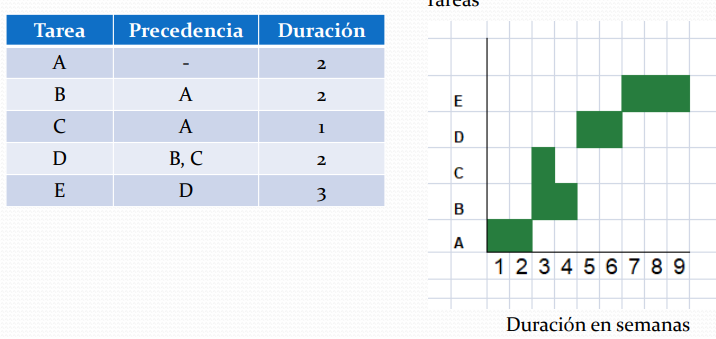 Tareas
Tarea Precedencia Duración
A - 2
B A 2
C A 1
D B, C 2
E D 3
E
D
C
B
A
1 2 3 4 5 6 7 8 9
Duración en semanas